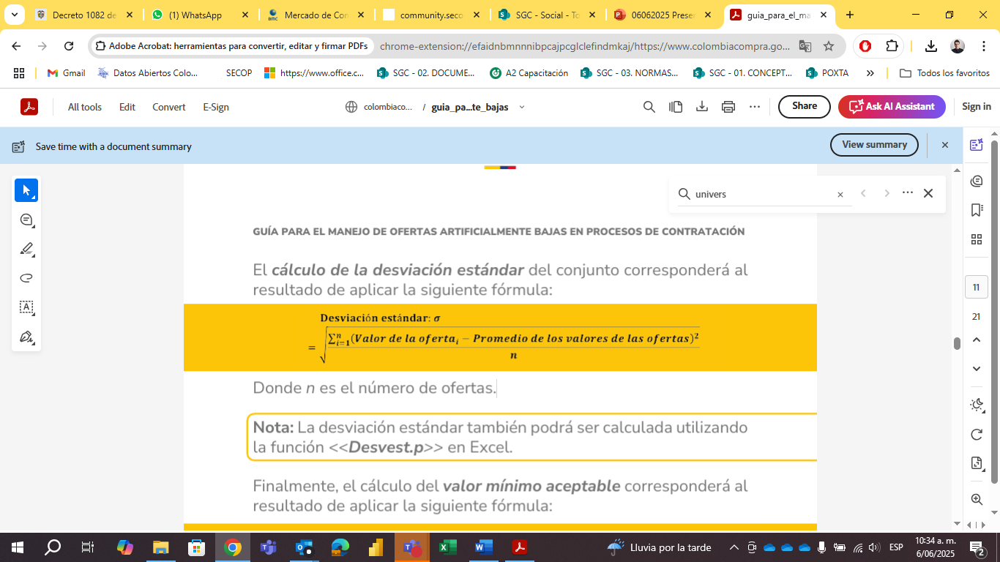 Decreto 1082 de
(1) WhatsApp
Mercado de Con
community.seco
SGC - Social - To
06062025 Prese
guia_para_el_ma
Adobe Acrobat: herramientas para convertir, editar y firmar PDFs
chrome-extension://efaidnbmnnnibpcajpcglclefindmkaj/https://www.colombiacompra.go...
Gmail
Datos Abiertos Colo...
SECOP
https://www.office.c...
SGC - 02. DOCUME...
A2 Capacitación
SGC - 03. NORMAS...
SGC - 01. CONCEPT...
POXTA
Todos los favoritos
All tools
Edit
Convert
E-Sign
colombiaco...
/ guia_pa...te_bajas
Share
Ask AI Assistant
Sign in
Save time with a document summary
View summary
univers
GUÍA PARA EL MANEJO DE OFERTAS ARTIFICIALMENTE BAJAS EN PROCESOS DE CONTRATACIÓN
El cálculo de la desviación estándar del conjunto corresponderá al
resultado de aplicar la siguiente fórmula:
Desviación estándar: σ
= √(∑ⁿᵢ₌₁(Valor de la ofertaᵢ − Promedio de los valores de las ofertas)²
n
Donde n es el número de ofertas.
Nota: La desviación estándar también podrá ser calculada utilizando
la función <<Desvest.p>> en Excel.
Finalmente, el cálculo del valor mínimo aceptable corresponderá al
resultado de aplicar la siguiente fórmula:
11
21
Lluvia por la tarde
ESP
10:34 a. m.
6/06/2025
2